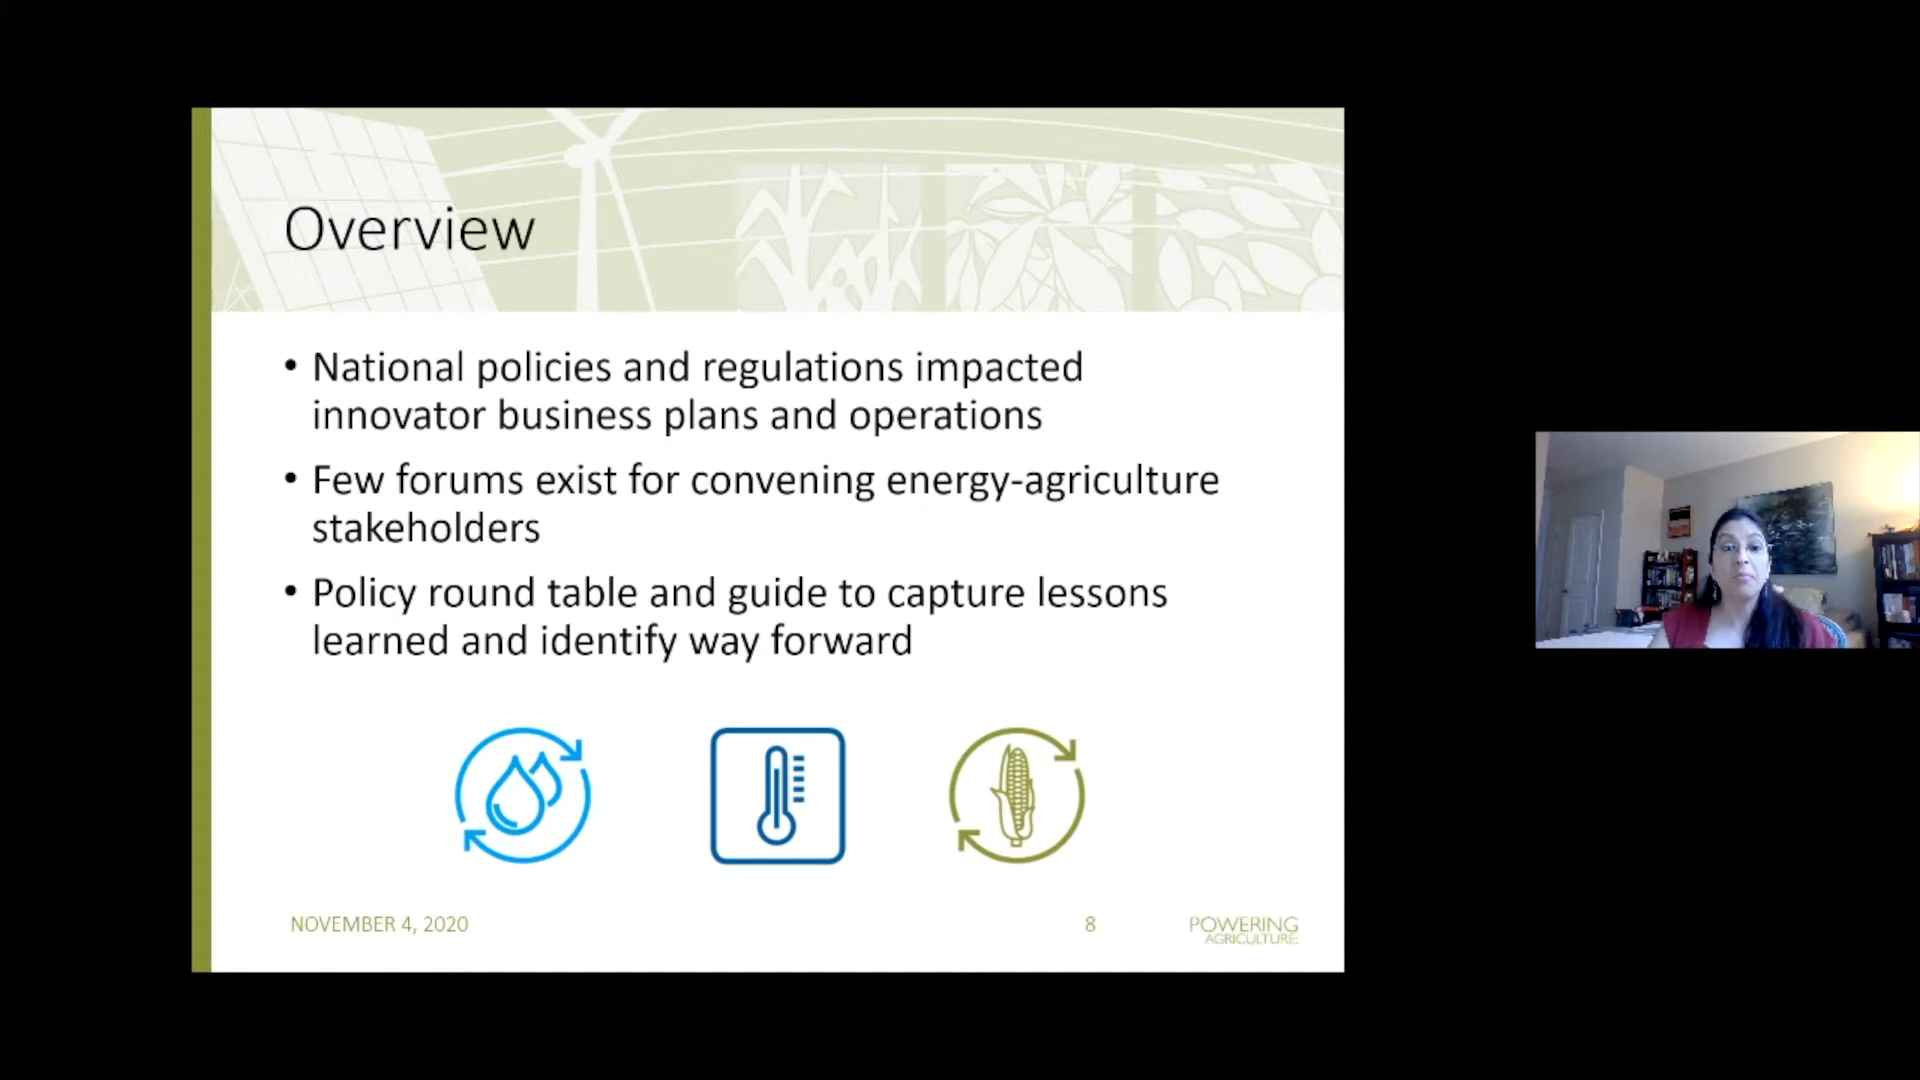 Overview
• National policies and regulations impacted
innovator business plans and operations
• Few forums exist for convening energy-agriculture
stakeholders
• Policy round table and guide to capture lessons
learned and identify way forward
NOVEMBER 4, 2020
8
POWERING
AGRICULTURE: